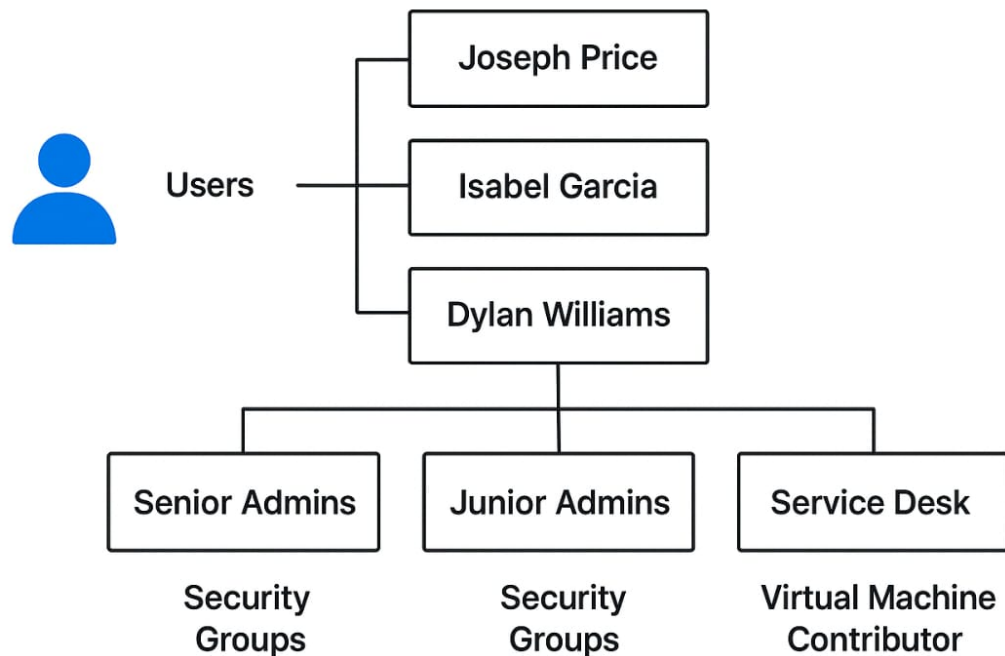 Joseph Price
Users
Isabel Garcia
Dylan Williams
Senior Admins
Junior Admins
Service Desk
Security
Groups
Security
Groups
Virtual Machine
Contributor